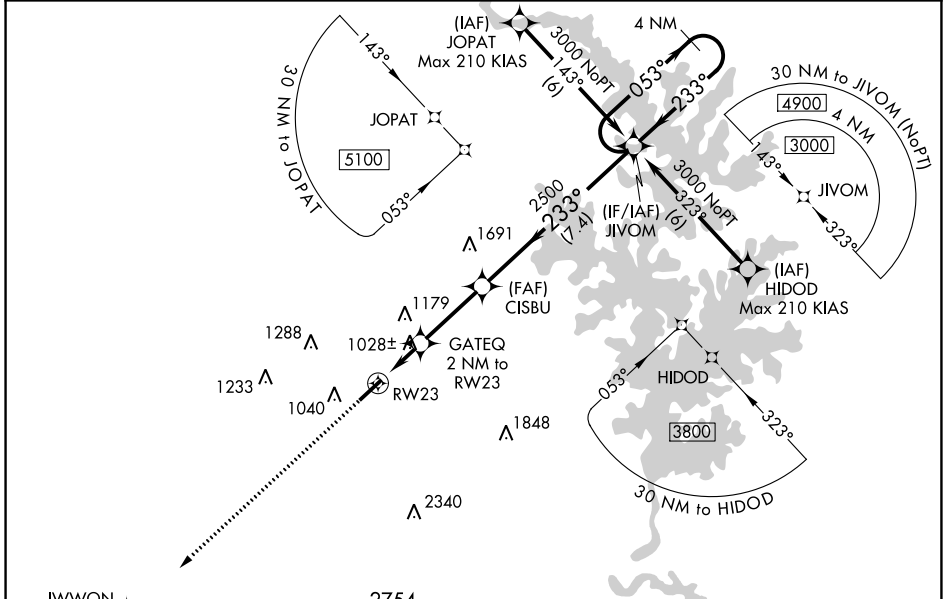 (IAF)
JOPAT
Max 210 KIAS
4 NM
3000 NoPT
143°
(6)
053°
233°
143°
30 NM to JOPAT
JOPAT
5100
053°
30 NM to JIVOM (NoPT)
4900
4 NM
3000
143°
JIVOM
323°
3000 NoPT
323°
(6)
(IF/IAF)
JIVOM
2500
233°
(7.4)
1691
(FAF)
CISBU
(IAF)
HIDOD
Max 210 KIAS
1179
1288
1028±
GATEQ
2 NM to
RW23
1233
1040
RW23
HIDOD
053°
323°
3800
30 NM to HIDOD
1848
2340
IWWON
2754